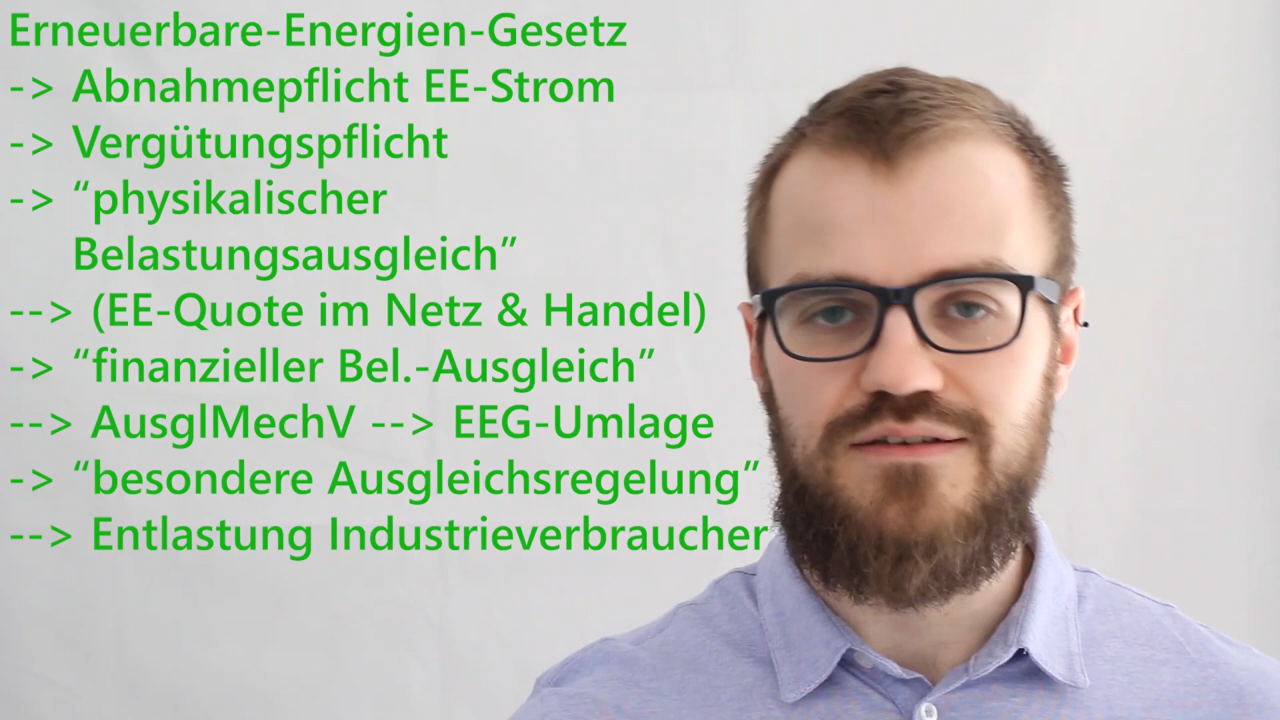 Erneuerbare-Energien-Gesetz
-> Abnahmepflicht EE-Strom
-> Vergütungspflicht
-> “physikalischer
Belastungsausgleich”
--> (EE-Quote im Netz & Handel)
-> “finanzieller Bel.-Ausgleich”
--> AusglMechV --> EEG-Umlage
-> “besondere Ausgleichsregelung”
--> Entlastung Industrieverbraucher